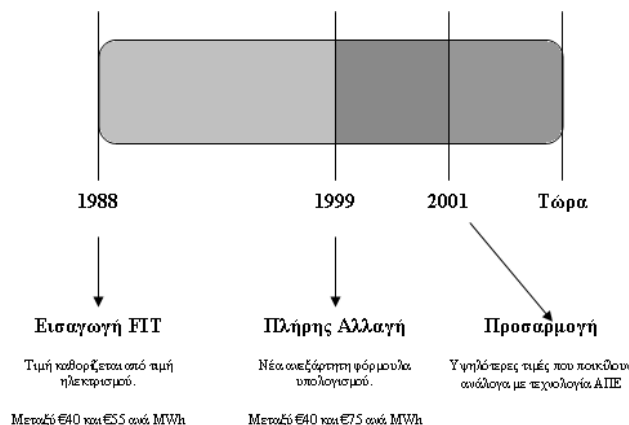 1988 1999 2001 Τώρα
Εισαγωγή FIT
Τιμή καθορίζεται από τιμή
ηλεκτρισμού.
Μεταξύ €40 και €55 ανά MWh
Πλήρης Αλλαγή
Νέα ανεξάρτητη φόρμουλα
υπολογισμού.
Μεταξύ €40 και €75 ανά MWh
Προσαρμογή
Υψηλότερες τιμές που ποικίλουν
ανάλογα με τεχνολογία ΑΠΕ